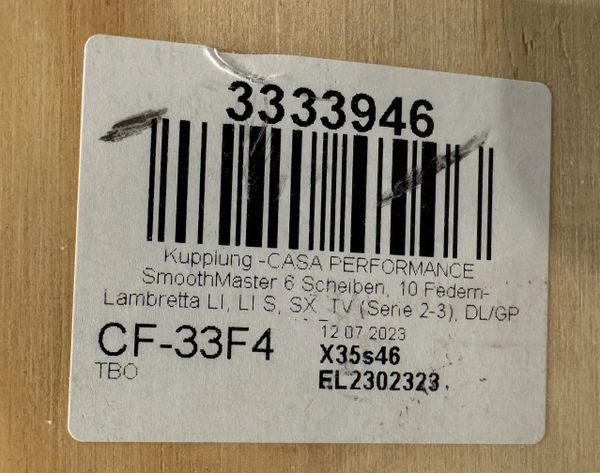 3333946
Kupplung -CASA PERFORMANCE
SmoothMaster 6 Scheiben, 10 Federn-
Lambretta LI, LI S, SX, TV (Serie 2-3), DL/GP
12.07.2023
CF-33F4
X35s46
TBO
EL2302323